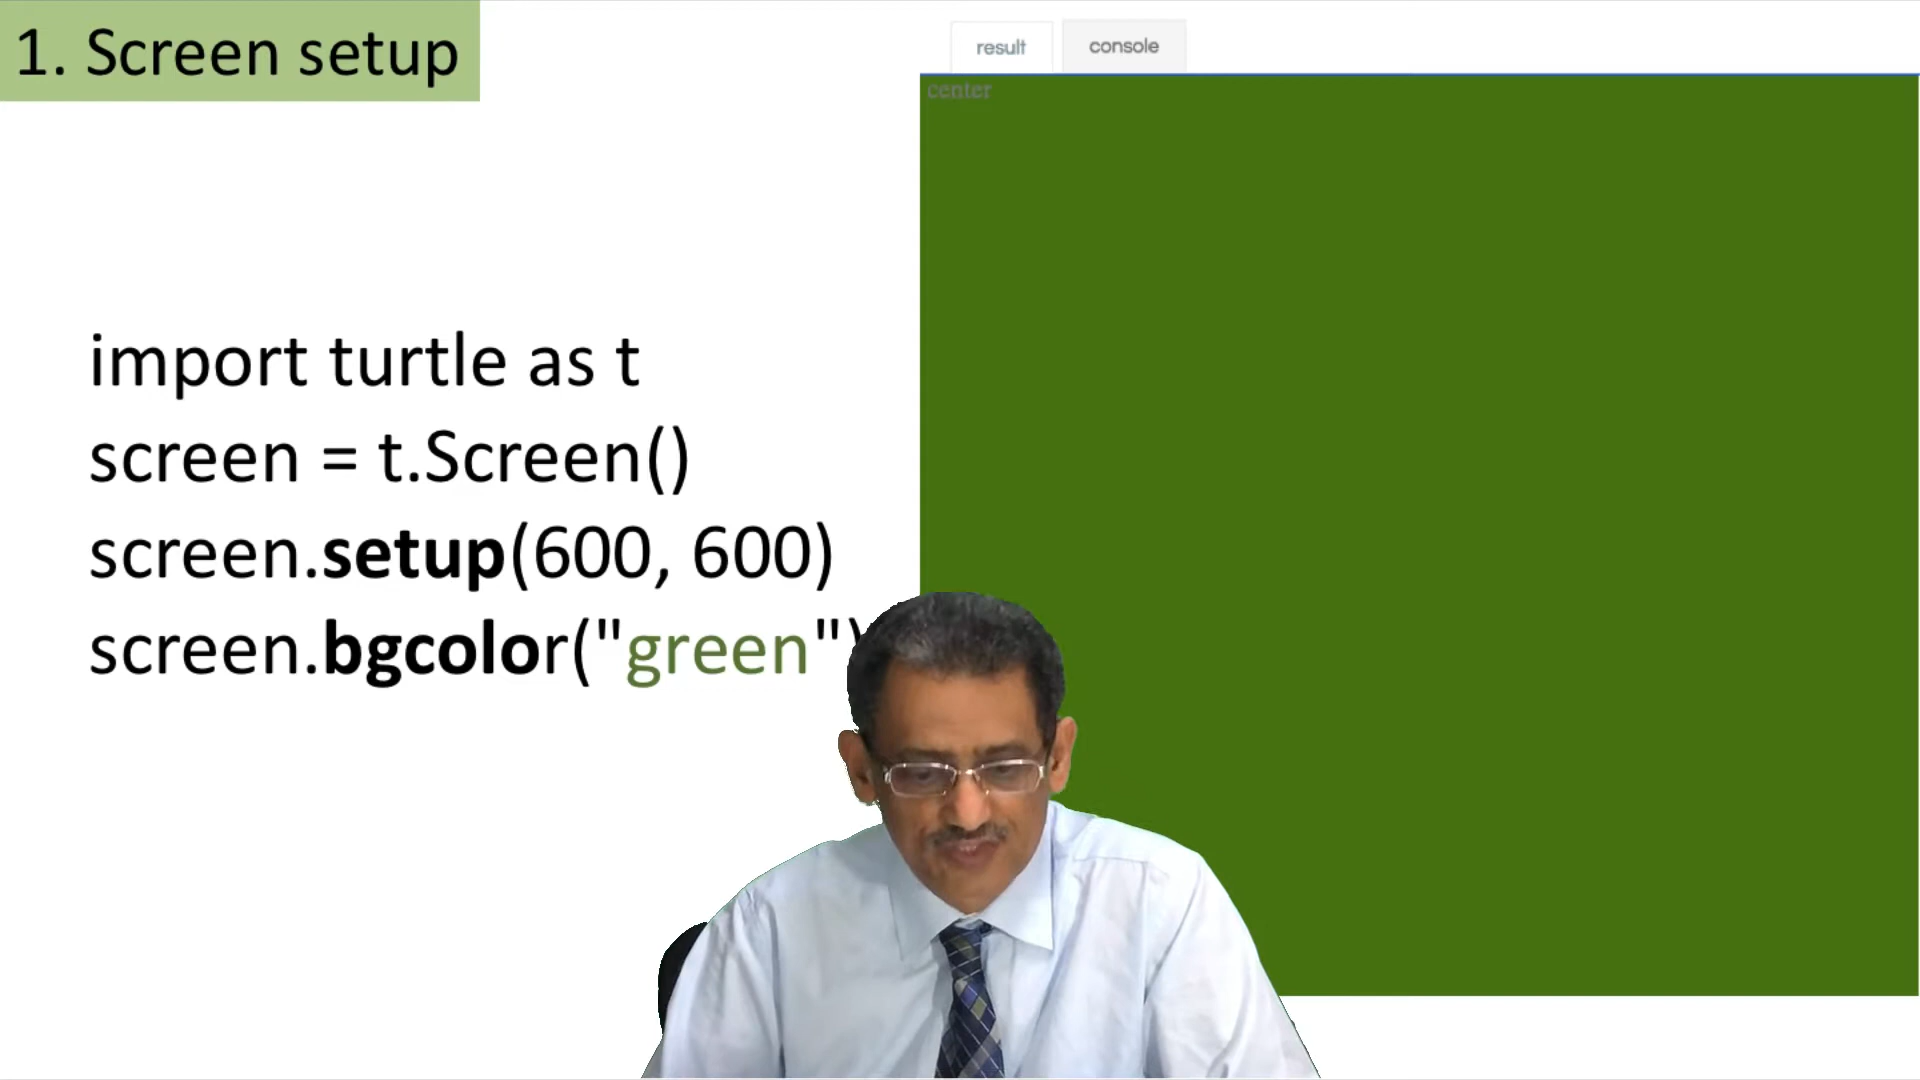 1. Screen setup
result
console
center
import turtle as t
screen = t.Screen()
screen.setup(600, 600)
screen.bgcolor("green")